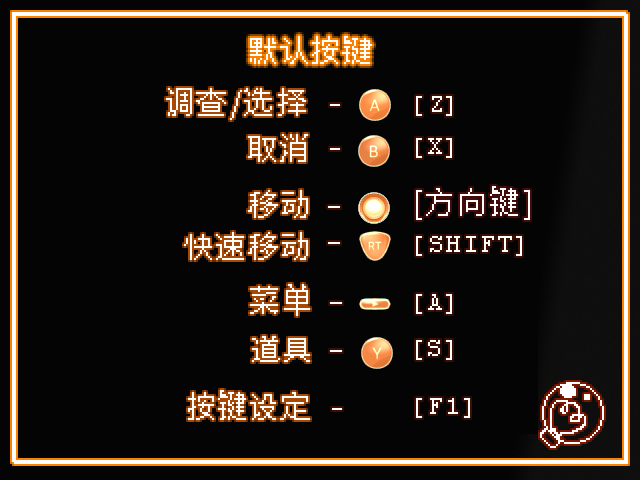 默认按键
调查/选择 - A [Z]
取消 - B [X]
移动 - [方向键]
快速移动 - RT [SHIFT]
菜单 - [A]
道具 - Y [S]
按键设定 - [F1]